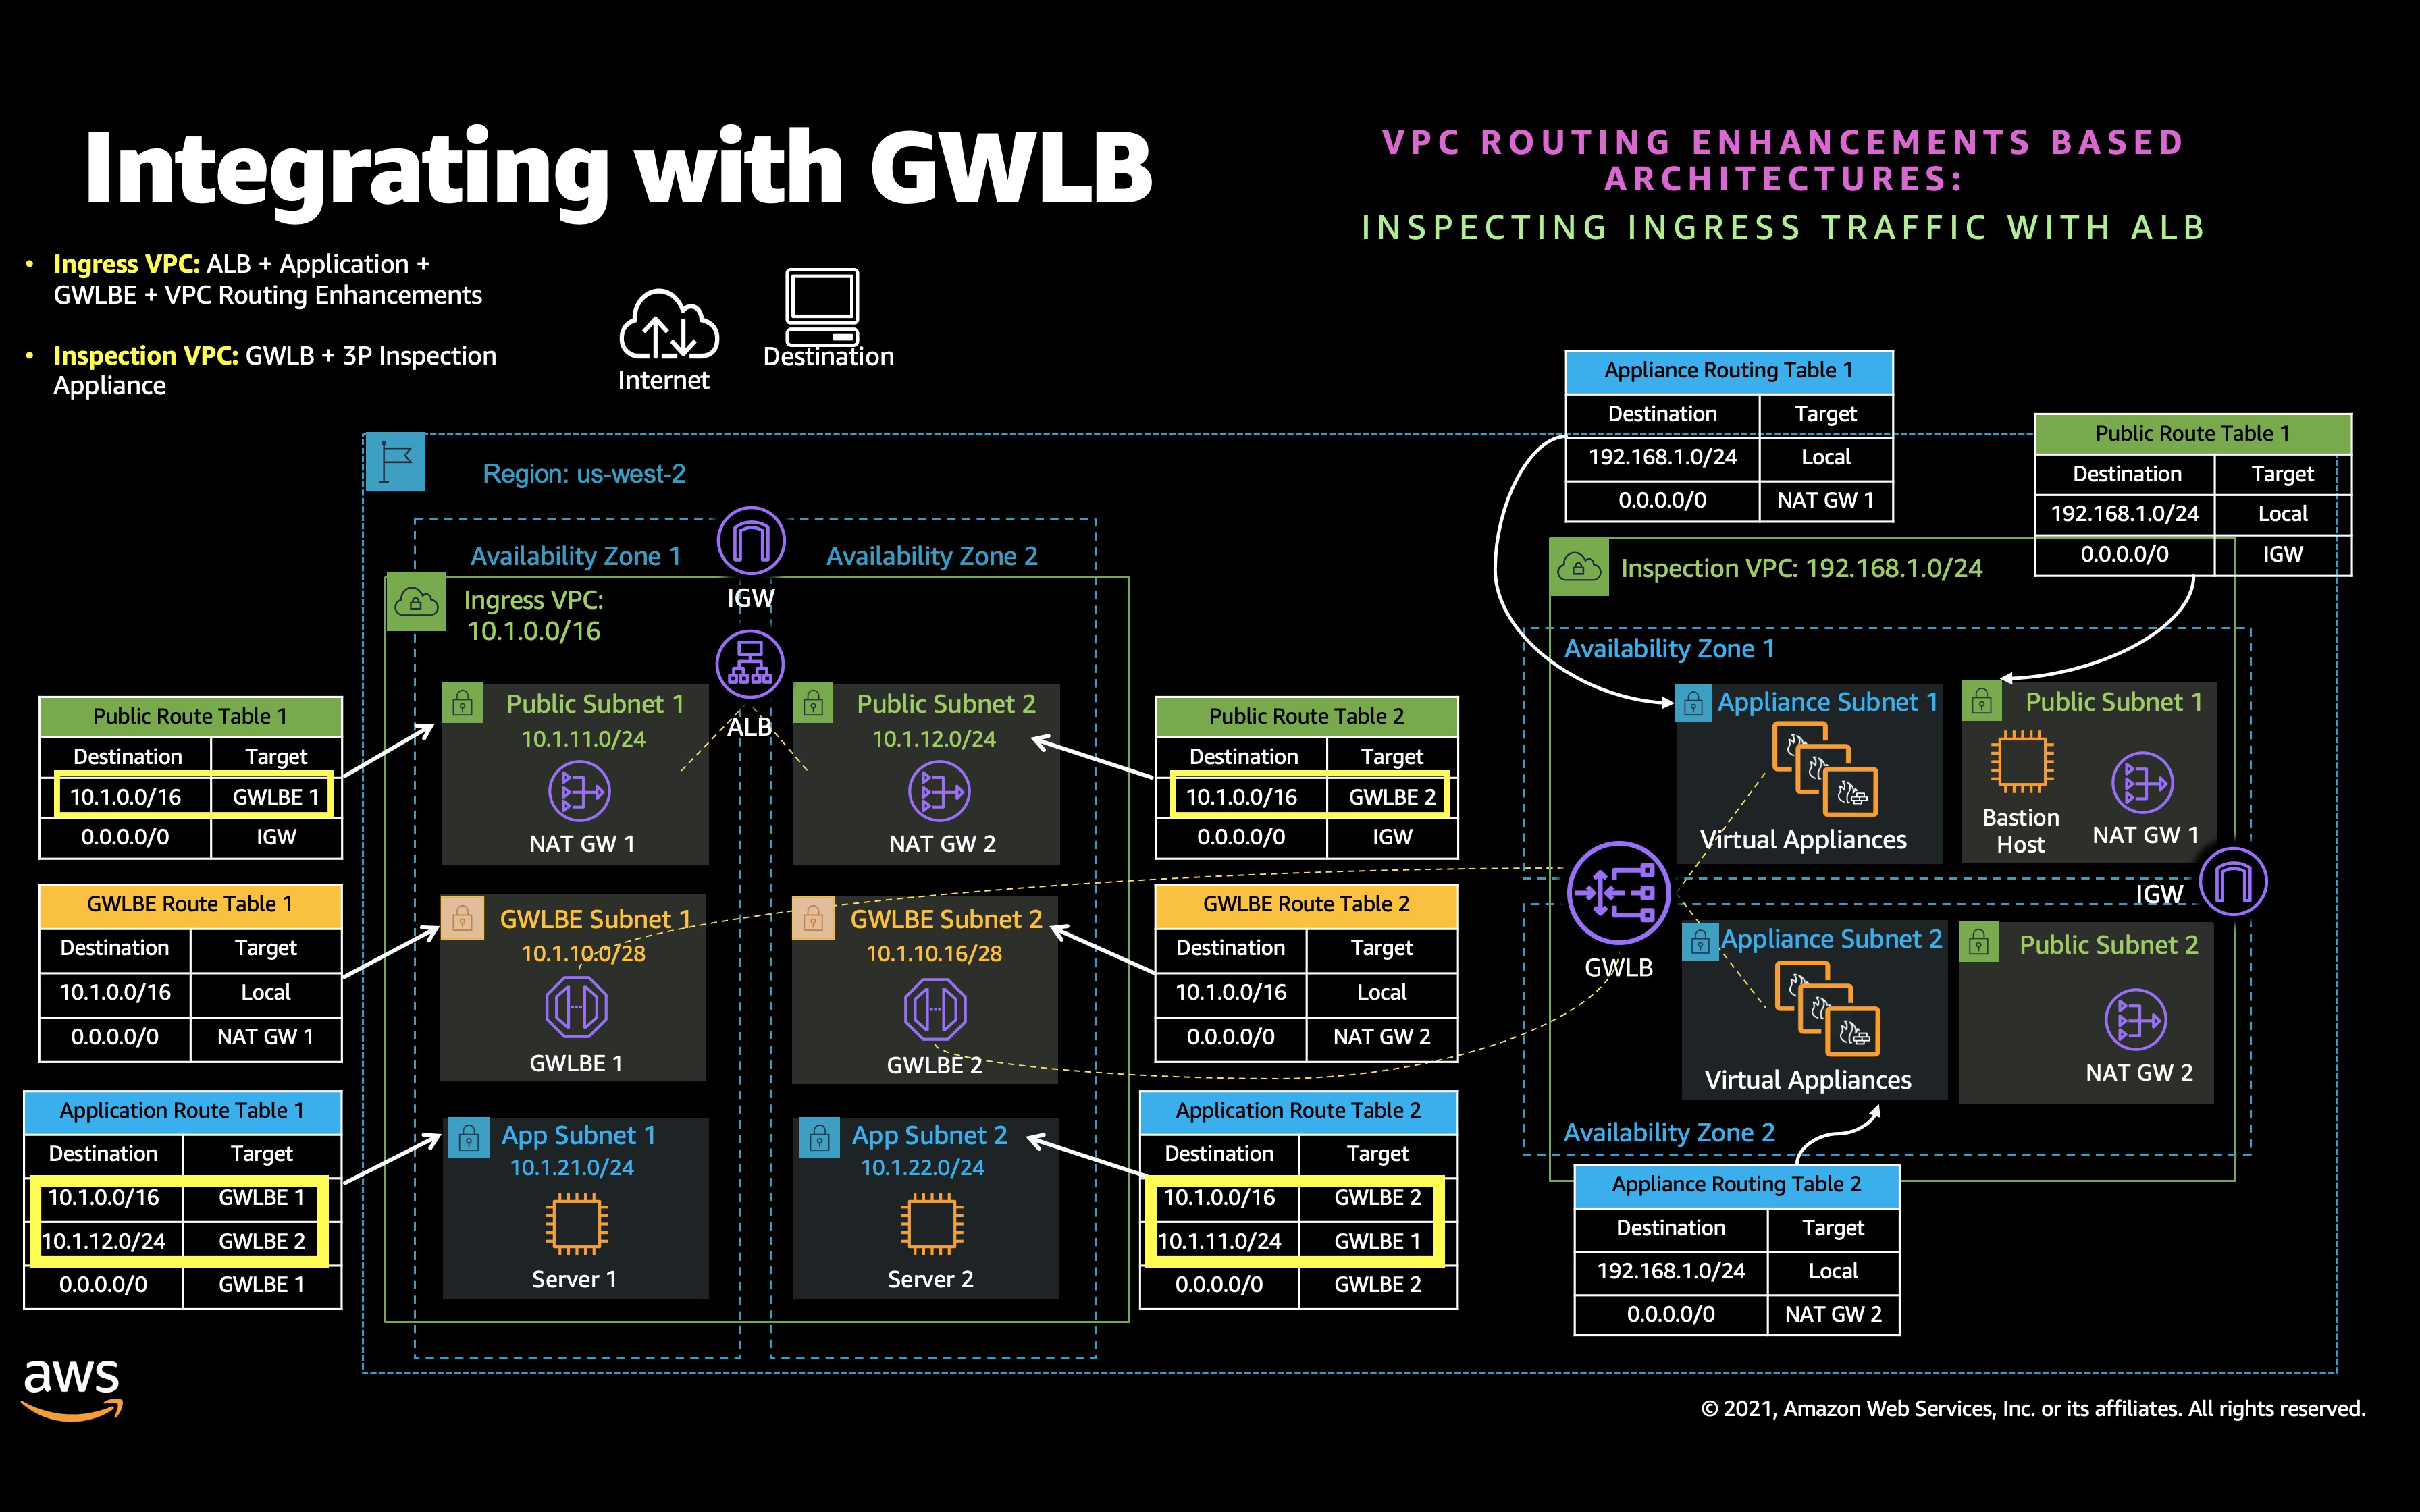 Integrating with GWLB
VPC ROUTING ENHANCEMENTS BASED
ARCHITECTURES:
INSPECTING INGRESS TRAFFIC WITH ALB
• Ingress VPC: ALB + Application +
GWLBE + VPC Routing Enhancements
• Inspection VPC: GWLB + 3P Inspection
Appliance
Internet
Destination
Region: us-west-2
Availability Zone 1
Availability Zone 2
IGW
Ingress VPC:
10.1.0.0/16
ALB
Public Subnet 1
10.1.11.0/24
NAT GW 1
Public Subnet 2
10.1.12.0/24
NAT GW 2
GWLBE Subnet 1
10.1.10.0/28
GWLBE 1
GWLBE Subnet 2
10.1.10.16/28
GWLBE 2
App Subnet 1
10.1.21.0/24
Server 1
App Subnet 2
10.1.22.0/24
Server 2
Public Route Table 1
Destination Target
10.1.0.0/16 GWLBE 1
0.0.0.0/0 IGW
GWLBE Route Table 1
Destination Target
10.1.0.0/16 Local
0.0.0.0/0 NAT GW 1
Application Route Table 1
Destination Target
10.1.0.0/16 GWLBE 1
10.1.12.0/24 GWLBE 2
0.0.0.0/0 GWLBE 1
Public Route Table 2
Destination Target
10.1.0.0/16 GWLBE 2
0.0.0.0/0 IGW
GWLBE Route Table 2
Destination Target
10.1.0.0/16 Local
0.0.0.0/0 NAT GW 2
Application Route Table 2
Destination Target
10.1.0.0/16 GWLBE 2
10.1.11.0/24 GWLBE 1
0.0.0.0/0 GWLBE 2
Appliance Routing Table 1
Destination Target
192.168.1.0/24 Local
0.0.0.0/0 NAT GW 1
Public Route Table 1
Destination Target
192.168.1.0/24 Local
0.0.0.0/0 IGW
Inspection VPC: 192.168.1.0/24
Availability Zone 1
Appliance Subnet 1
Virtual Appliances
Public Subnet 1
Bastion
Host
NAT GW 1
IGW
GWLB
Appliance Subnet 2
Virtual Appliances
Public Subnet 2
NAT GW 2
Availability Zone 2
Appliance Routing Table 2
Destination Target
192.168.1.0/24 Local
0.0.0.0/0 NAT GW 2
aws
© 2021, Amazon Web Services, Inc. or its affiliates. All rights reserved.